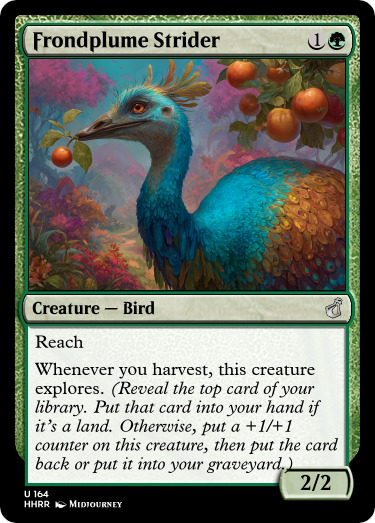 Frondplume Strider 1
Creature — Bird
Reach
Whenever you harvest, this creature
explores. (Reveal the top card of your
library. Put that card into your hand if
it's a land. Otherwise, put a +1/+1
counter on this creature, then put the card
back or put it into your graveyard.)
2/2
U 164
HHRR Midjourney